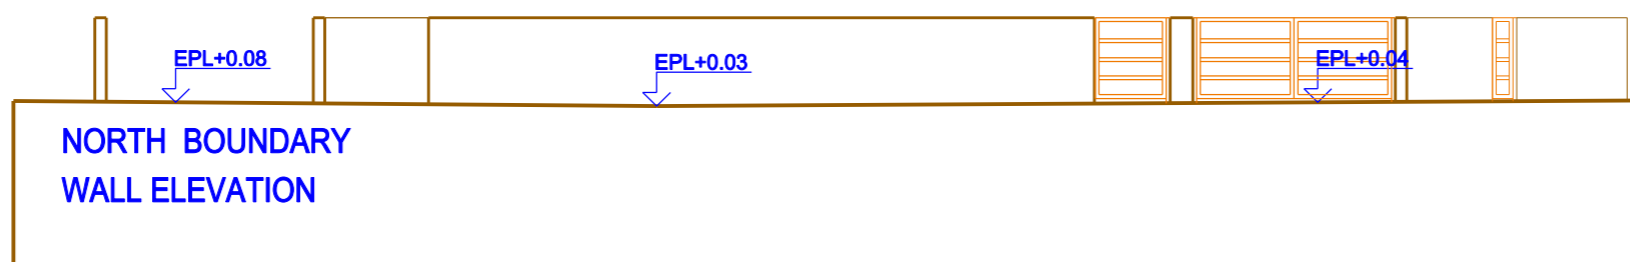 EPL+0.08
EPL+0.03
EPL+0.04
NORTH BOUNDARY
WALL ELEVATION